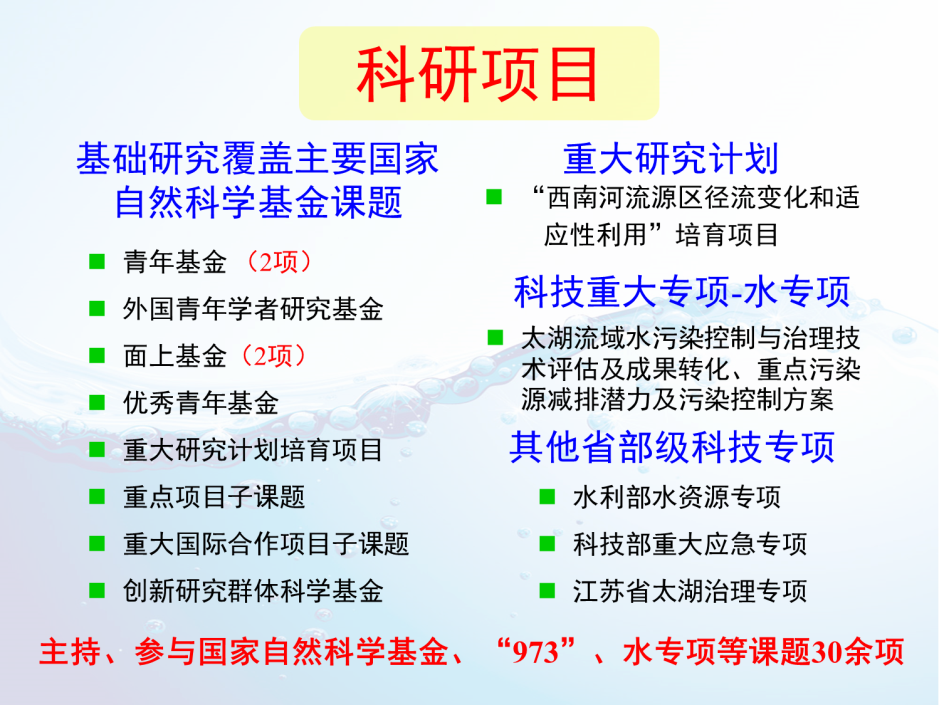 科研项目
基础研究覆盖主要国家
自然科学基金课题
青年基金（2项）
外国青年学者研究基金
面上基金（2项）
优秀青年基金
重大研究计划培育项目
重点项目子课题
重大国际合作项目子课题
创新研究群体科学基金
重大研究计划
“西南河流源区径流变化和适
应性利用”培育项目
科技重大专项-水专项
太湖流域水污染控制与治理技
术评估及成果转化、重点污染
源减排潜力及污染控制方案
其他省部级科技专项
水利部水资源专项
科技部重大应急专项
江苏省太湖治理专项
主持、参与国家自然科学基金、“973”、水专项等课题30余项